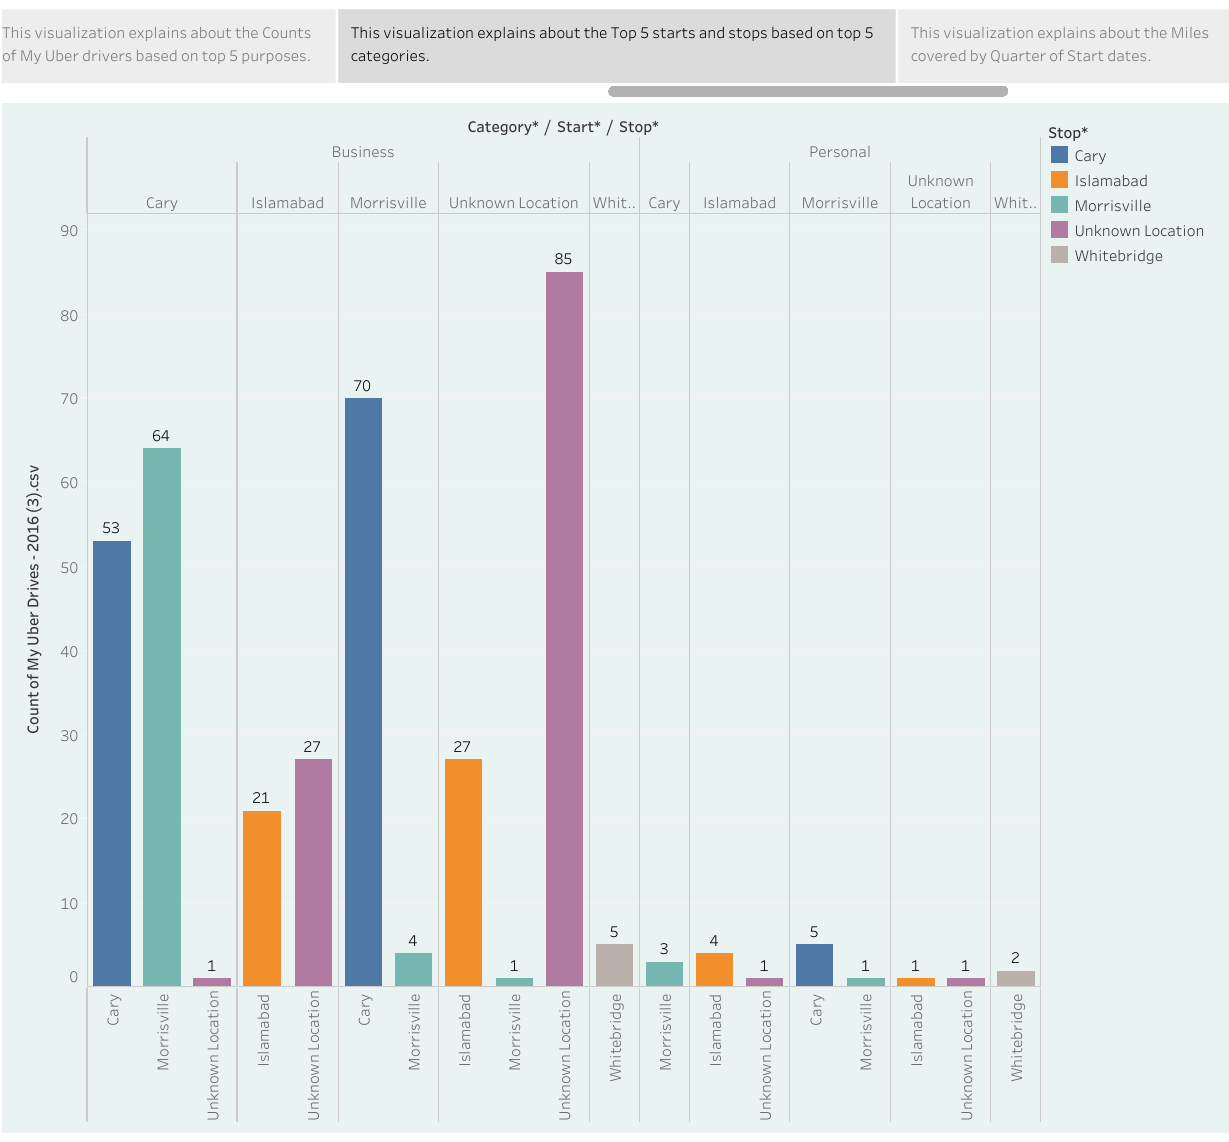 This visualization explains about the Counts
of My Uber drivers based on top 5 purposes.
This visualization explains about the Top 5 starts and stops based on top 5
categories.
This visualization explains about the Miles
covered by Quarter of Start dates.
Category* / Start* / Stop*
Business
Personal
Cary
Islamabad
Morrisville
Unknown Location
Whit..
Cary
Islamabad
Morrisville
Unknown
Location
Whit..
Stop*
Cary
Islamabad
Morrisville
Unknown Location
Whitebridge
Count of My Uber Drives - 2016 (3).csv
90
80
70
60
50
40
30
20
10
0
53
64
1
21
27
70
4
27
1
85
5
3
4
1
5
1
1
1
2
Cary
Morrisville
Unknown Location
Islamabad
Unknown Location
Cary
Morrisville
Islamabad
Morrisville
Unknown Location
Whitebridge
Morrisville
Islamabad
Unknown Location
Cary
Morrisville
Islamabad
Unknown Location
Whitebridge